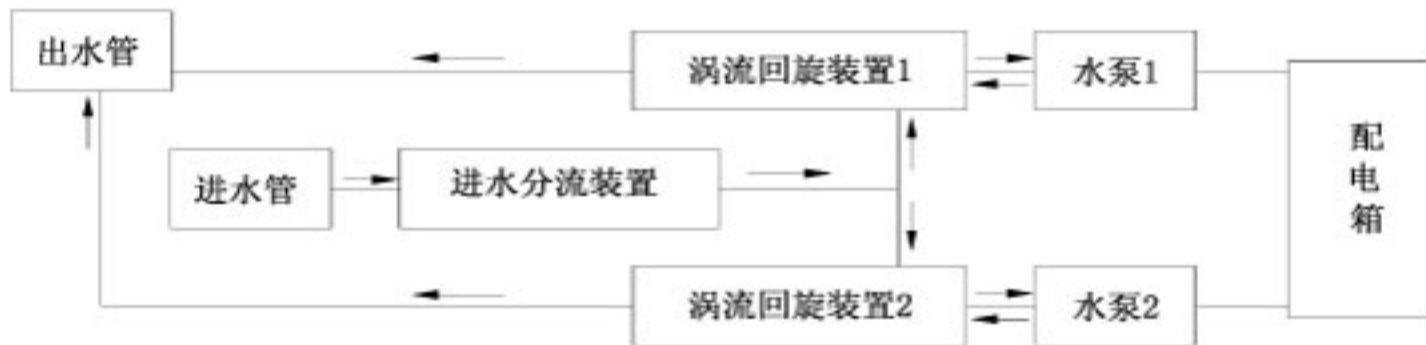 出水管
涡流回旋装置1
水泵1
配电箱
进水管
进水分流装置
涡流回旋装置2
水泵2